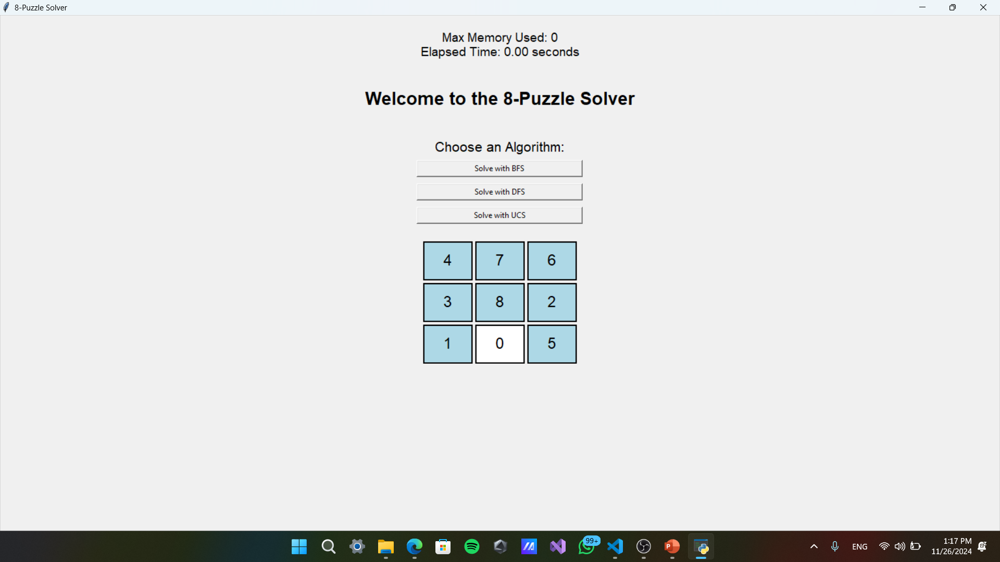 8-Puzzle Solver
Max Memory Used: 0
Elapsed Time: 0.00 seconds
Welcome to the 8-Puzzle Solver
Choose an Algorithm:
Solve with BFS
Solve with DFS
Solve with UCS
4 7 6
3 8 2
1 0 5
99+
P
ENG
1:17 PM
11/26/2024